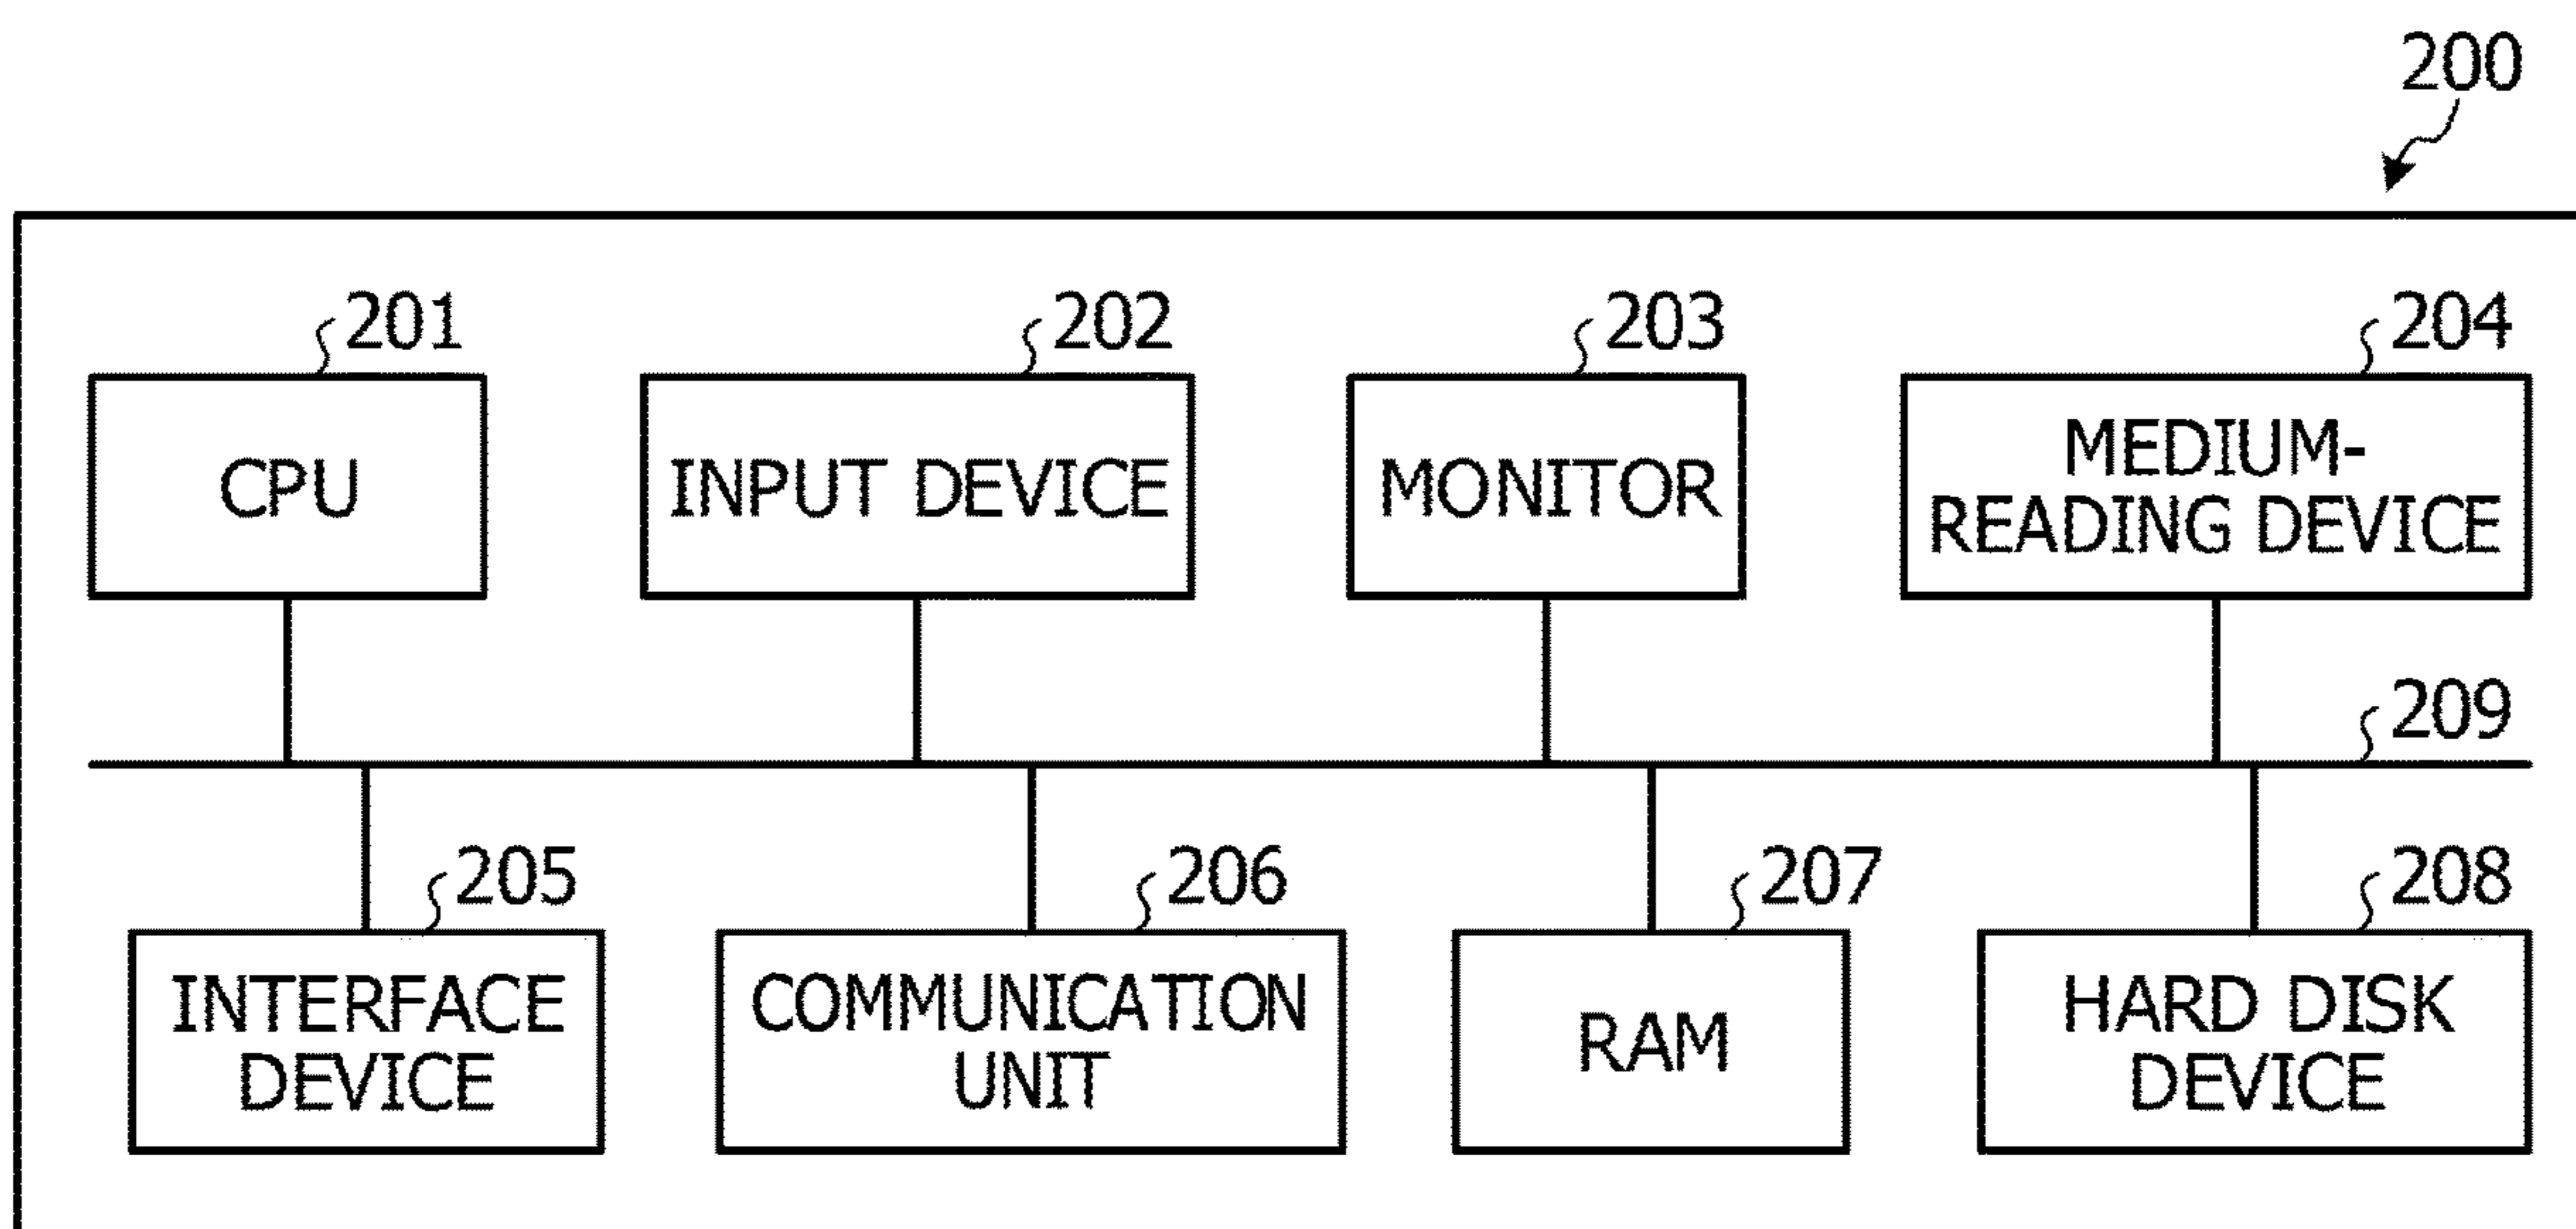 200
201
202
203
204
CPU
INPUT DEVICE
MONITOR
MEDIUM-
READING DEVICE
209
205
206
207
208
INTERFACE
DEVICE
COMMUNICATION
UNIT
RAM
HARD DISK
DEVICE